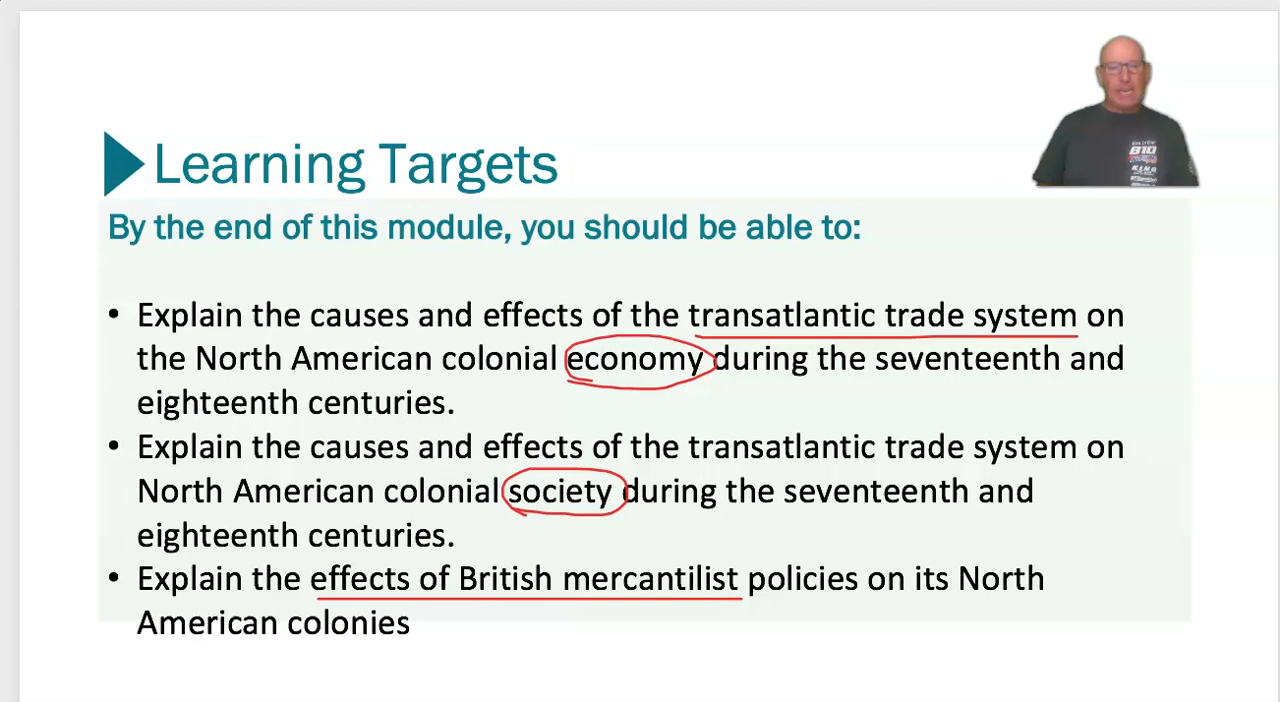 Learning Targets
By the end of this module, you should be able to:
• Explain the causes and effects of the transatlantic trade system on
the North American colonial economy during the seventeenth and
eighteenth centuries.
• Explain the causes and effects of the transatlantic trade system on
North American colonial society during the seventeenth and
eighteenth centuries.
• Explain the effects of British mercantilist policies on its North
American colonies
B10